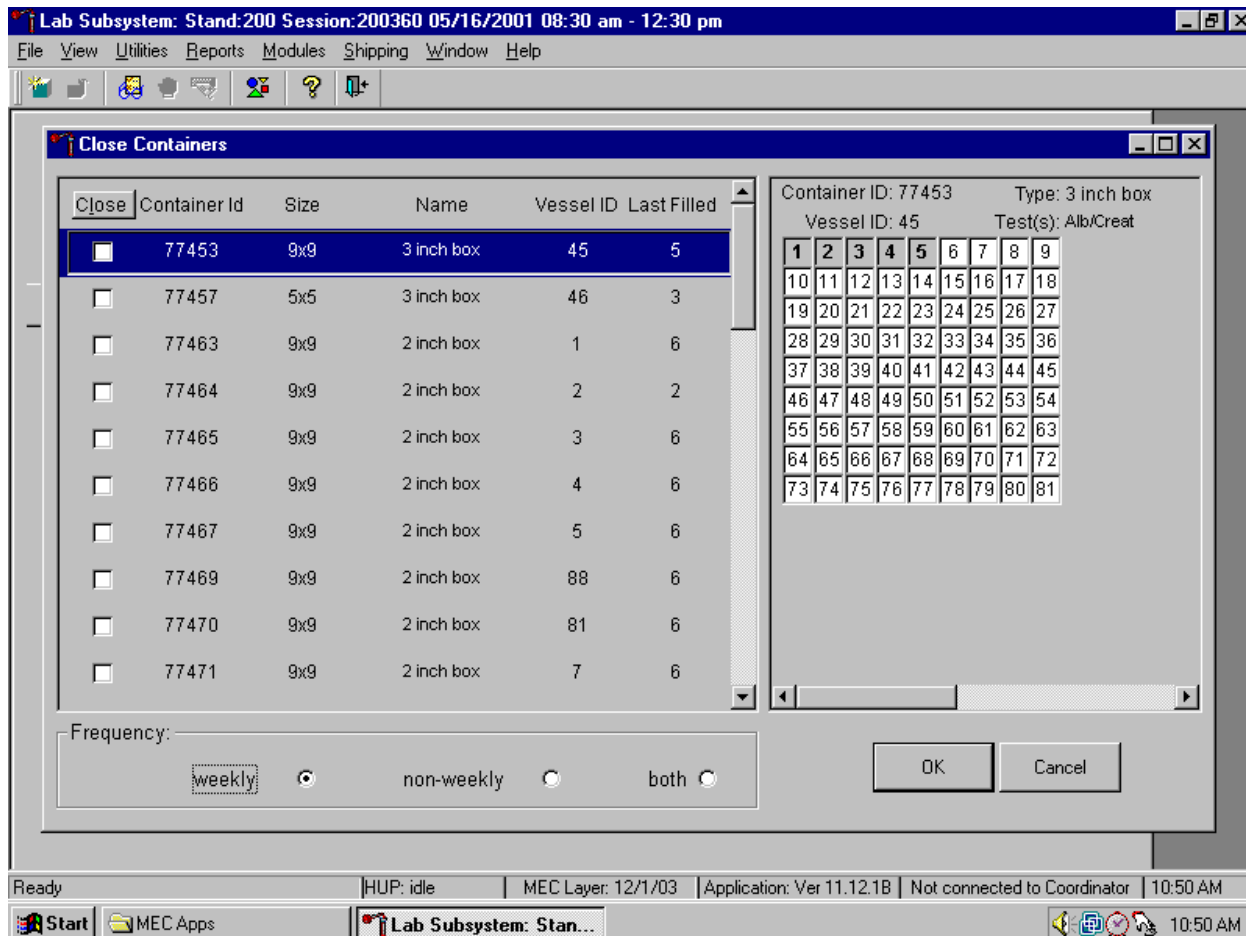 Lab Subsystem: Stand:200 Session:200360 05/16/2001 08:30 am - 12:30 pm
File View Utilities Reports Modules Shipping Window Help
Close Containers
Close Container Id Size Name Vessel ID Last Filled
77453 9x9 3 inch box 45 5
77457 5x5 3 inch box 46 3
77463 9x9 2 inch box 1 6
77464 9x9 2 inch box 2 2
77465 9x9 2 inch box 3 6
77466 9x9 2 inch box 4 6
77467 9x9 2 inch box 5 6
77469 9x9 2 inch box 88 6
77470 9x9 2 inch box 81 6
77471 9x9 2 inch box 7 6
Container ID: 77453 Type: 3 inch box
Vessel ID: 45 Test(s): Alb/Creat
1 2 3 4 5 6 7 8 9
10 11 12 13 14 15 16 17 18
19 20 21 22 23 24 25 26 27
28 29 30 31 32 33 34 35 36
37 38 39 40 41 42 43 44 45
46 47 48 49 50 51 52 53 54
55 56 57 58 59 60 61 62 63
64 65 66 67 68 69 70 71 72
73 74 75 76 77 78 79 80 81
Frequency:
weekly non-weekly both
OK Cancel
Ready HUP: idle MEC Layer: 12/1/03 Application: Ver 11.12.1B Not connected to Coordinator 10:50 AM
Start MEC Apps Lab Subsystem: Stan... 10:50 AM